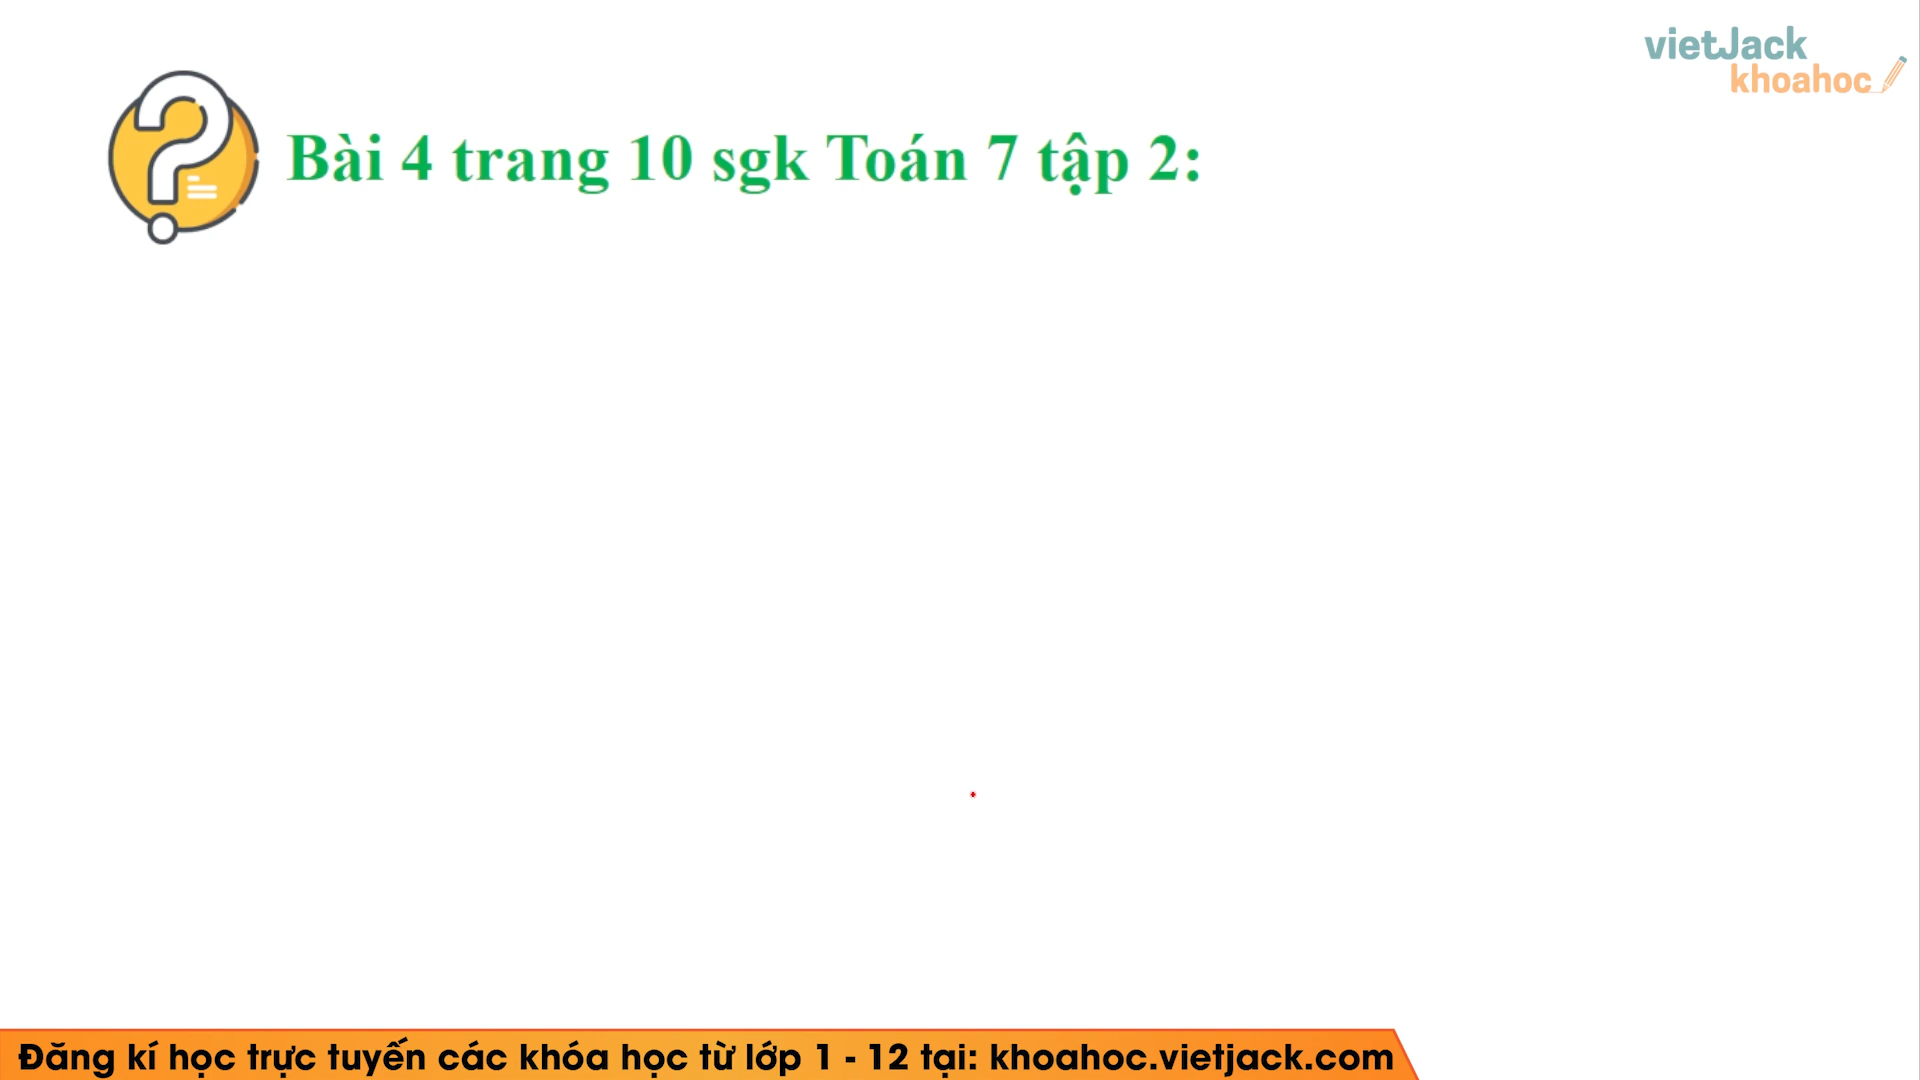 vietJack
khoahoc
Bài 4 trang 10 sgk Toán 7 tập 2:
Đăng kí học trực tuyến các khóa học từ lớp 1 - 12 tại: khoahoc.vietjack.com